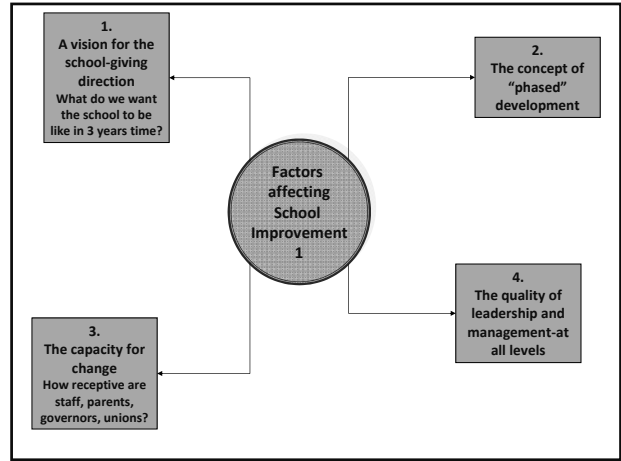 1.
A vision for the
school-giving
direction
What do we want
the school to be
like in 3 years time?
2.
The concept of
“phased”
development
Factors
affecting
School
Improvement
1
3.
The capacity for
change
How receptive are
staff, parents,
governors, unions?
4.
The quality of
leadership and
management-at
all levels